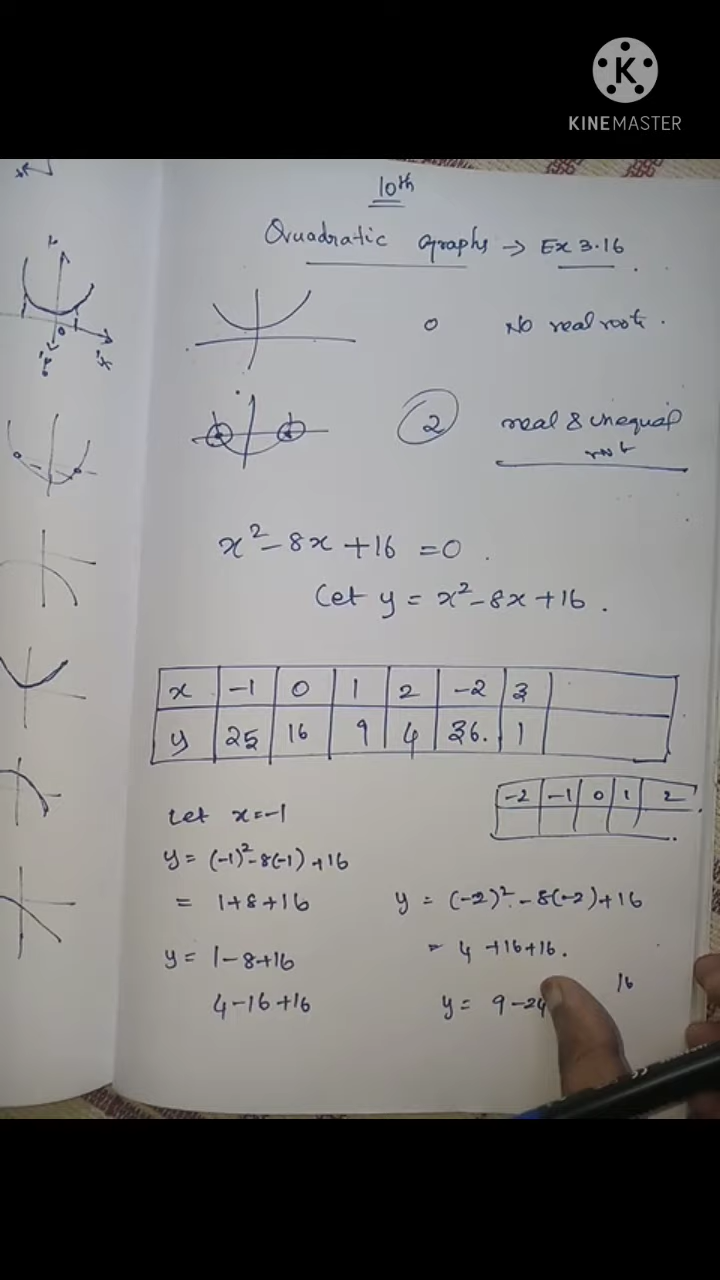 KINEMASTER
10th
Quadratic Graphs → Ex 3.16
0 No real roots.
2 real & unequal
root
x² - 8x + 16 = 0.
Let y = x² - 8x + 16.
x -1 0 1 2 -2 3
y 25 16 9 4 36. 1
-2 -1 0 1 2
Let x = -1
y = (-1)² - 8(-1) + 16
= 1 + 8 + 16
y = (-2)² - 8(-2) + 16
y = 1 - 8 + 16
= 4 + 16 + 16.
4 - 16 + 16
y = 9 - 24 16